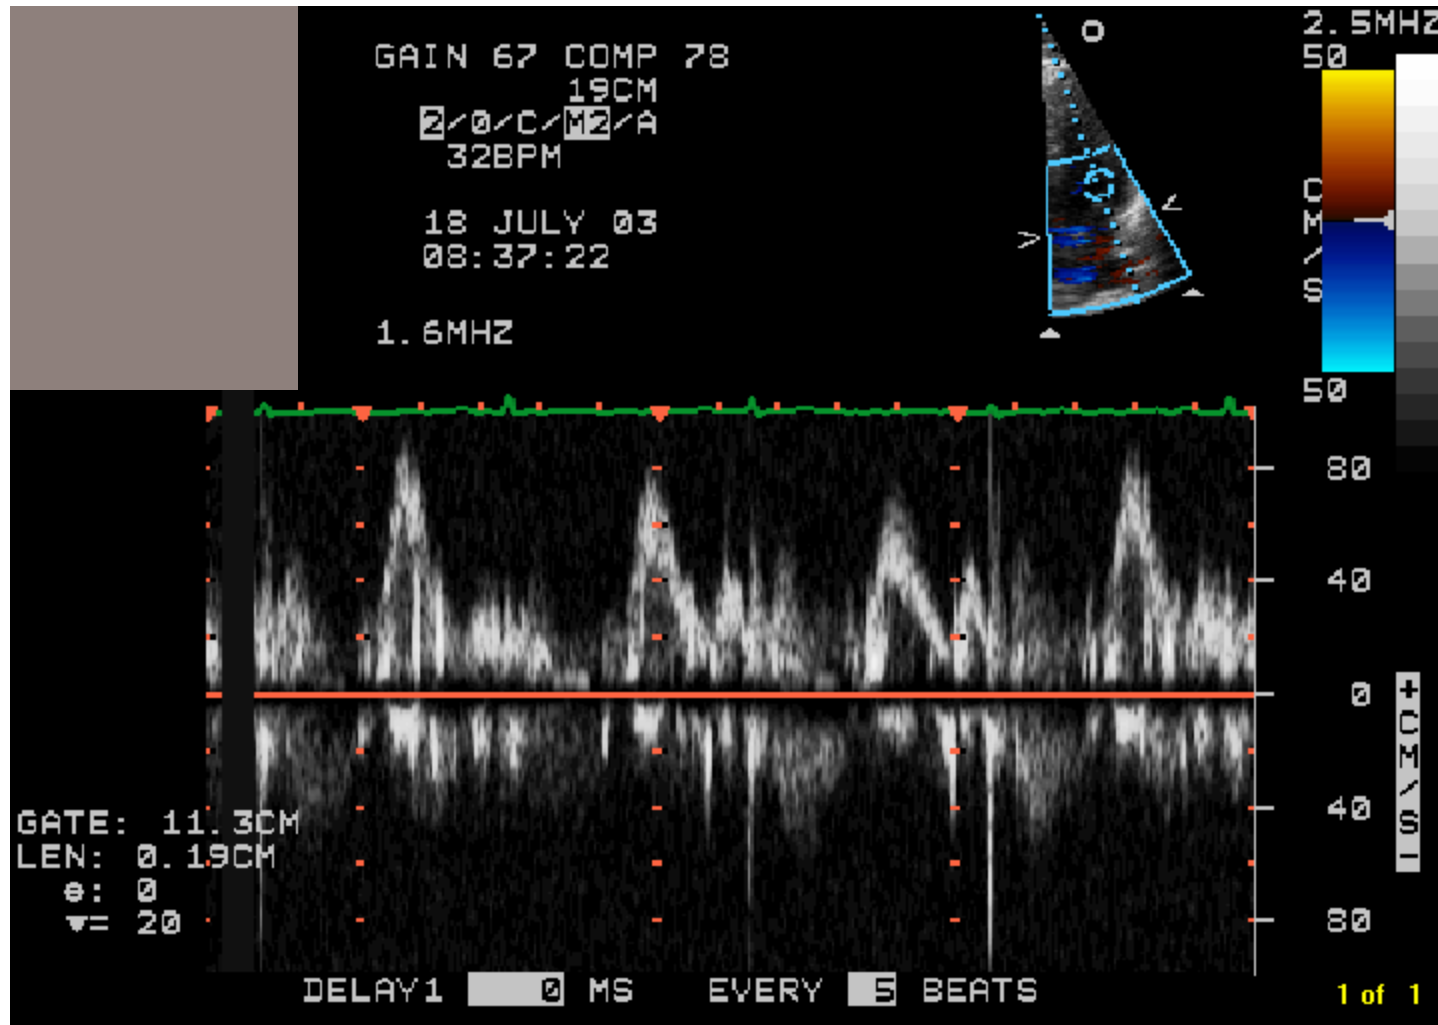 2.5MHZ
GAIN 67 COMP 78
50
19CM
2/0/C/M2/A
32BPM
CM/S
18 JULY 03
08:37:22
1.6MHZ
50
80
40
0
+CM/S-
40
80
GATE: 11.3CM
LEN: 0.19CM
θ: 0
▼= 20
DELAY1 0 MS EVERY 5 BEATS
1 of 1